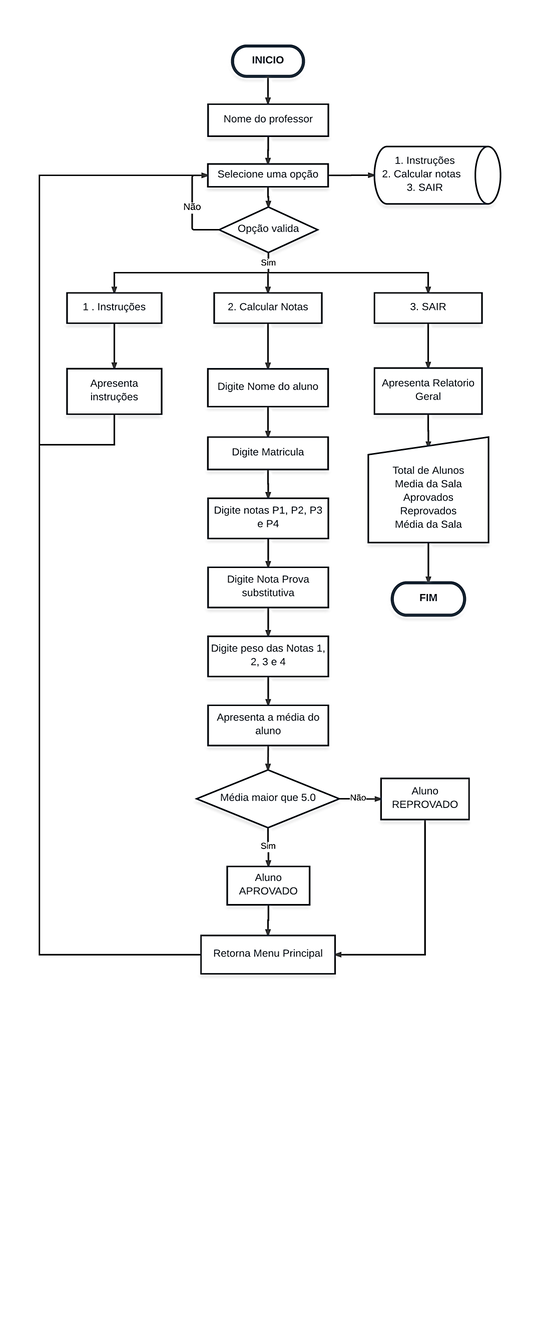 INICIO
Nome do professor
Selecione uma opção
1. Instruções
2. Calcular notas
3. SAIR
Não
Opção valida
Sim
1 . Instruções
2. Calcular Notas
3. SAIR
Apresenta
instruções
Digite Nome do aluno
Apresenta Relatorio
Geral
Digite Matricula
Total de Alunos
Media da Sala
Aprovados
Reprovados
Média da Sala
Digite notas P1, P2, P3
e P4
Digite Nota Prova
substitutiva
FIM
Digite peso das Notas 1,
2, 3 e 4
Apresenta a média do
aluno
Média maior que 5.0
Não
Aluno
REPROVADO
Sim
Aluno
APROVADO
Retorna Menu Principal